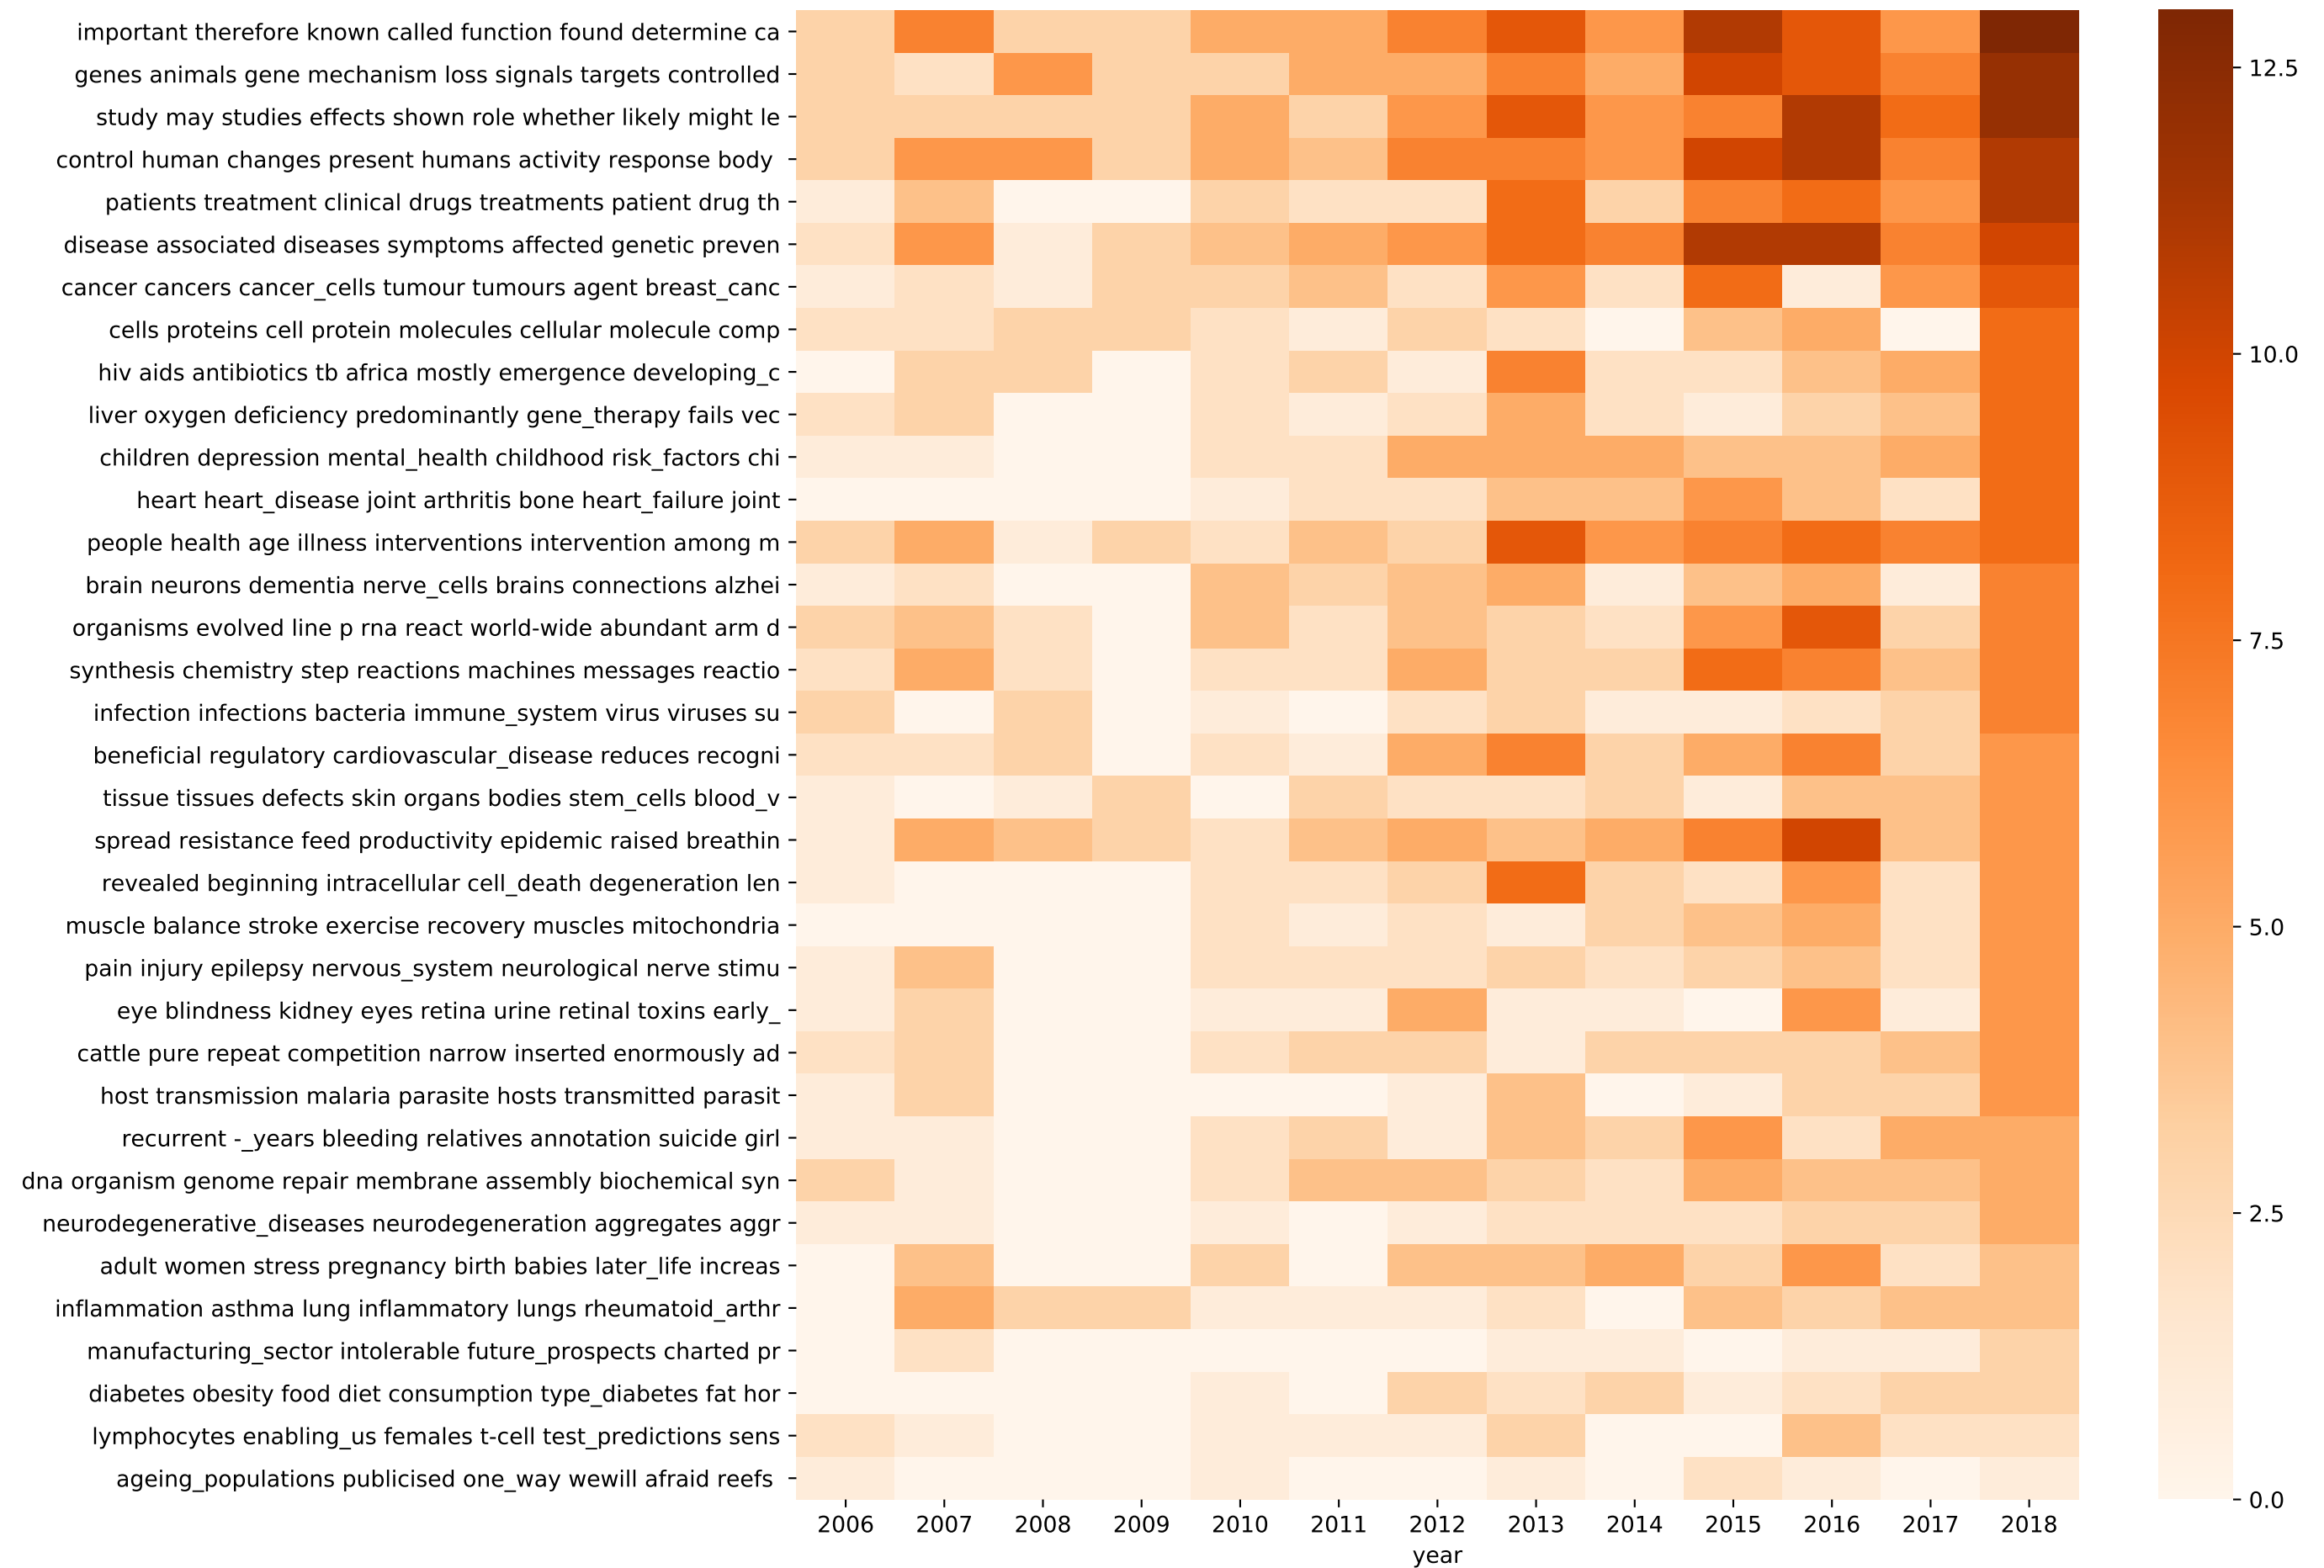 important therefore known called function found determine ca
genes animals gene mechanism loss signals targets controlled
study may studies effects shown role whether likely might le
control human changes present humans activity response body
patients treatment clinical drugs treatments patient drug th
disease associated diseases symptoms affected genetic preven
cancer cancers cancer_cells tumour tumours agent breast_canc
cells proteins cell protein molecules cellular molecule comp
hiv aids antibiotics tb africa mostly emergence developing_c
liver oxygen deficiency predominantly gene_therapy fails vec
children depression mental_health childhood risk_factors chi
heart heart_disease joint arthritis bone heart_failure joint
people health age illness interventions intervention among m
brain neurons dementia nerve_cells brains connections alzhei
organisms evolved line p rna react world-wide abundant arm d
synthesis chemistry step reactions machines messages reactio
infection infections bacteria immune_system virus viruses su
beneficial regulatory cardiovascular_disease reduces recogni
tissue tissues defects skin organs bodies stem_cells blood_v
spread resistance feed productivity epidemic raised breathin
revealed beginning intracellular cell_death degeneration len
muscle balance stroke exercise recovery muscles mitochondria
pain injury epilepsy nervous_system neurological nerve stimu
eye blindness kidney eyes retina urine retinal toxins early_
cattle pure repeat competition narrow inserted enormously ad
host transmission malaria parasite hosts transmitted parasit
recurrent -_years bleeding relatives annotation suicide girl
dna organism genome repair membrane assembly biochemical syn
neurodegenerative_diseases neurodegeneration aggregates aggr
adult women stress pregnancy birth babies later_life increas
inflammation asthma lung inflammatory lungs rheumatoid_arthr
manufacturing_sector intolerable future_prospects charted pr
diabetes obesity food diet consumption type_diabetes fat hor
lymphocytes enabling_us females t-cell test_predictions sens
ageing_populations publicised one_way wewill afraid reefs
2006 2007 2008 2009 2010 2011 2012 2013 2014 2015 2016 2017 2018
year
12.5
10.0
7.5
5.0
2.5
0.0